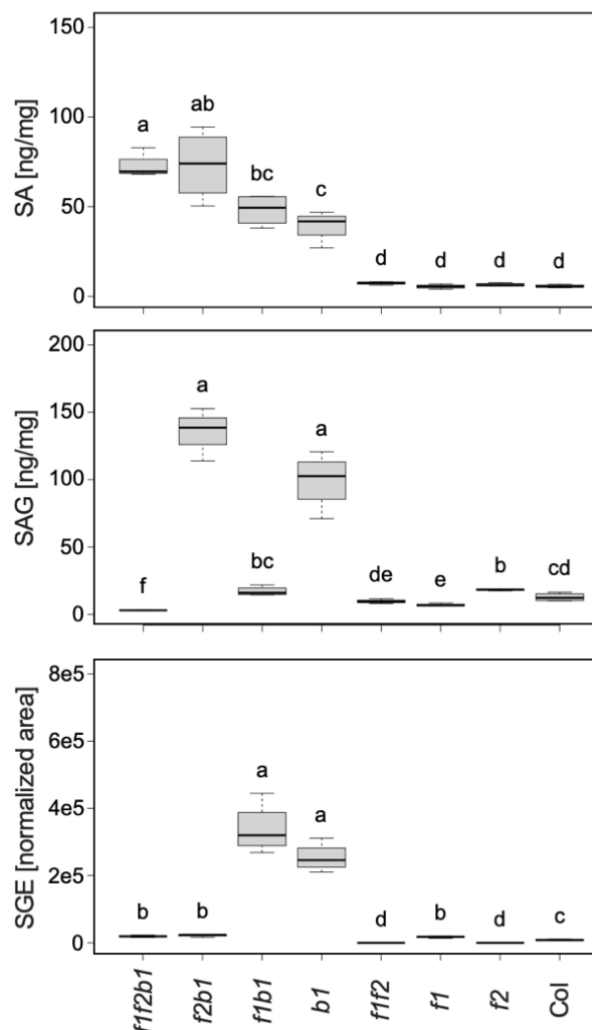 SA [ng/mg]
150
100
50
0
a
ab
bc
c
d
d
d
d
SAG [ng/mg]
200
150
100
50
0
f
a
bc
a
de
e
b
cd
SGE [normalized area]
8e5
4e5
2e5
0
b
b
a
a
d
b
d
c
f1f2b1
f2b1
f1b1
b1
f1f2
f1
f2
Col